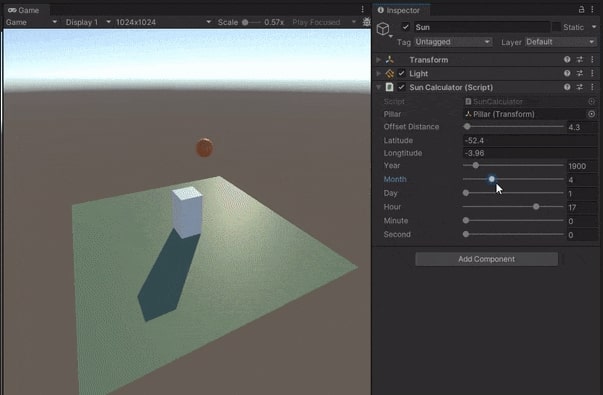 Game
Game Display 1 1024x1024 Scale 0.57x Play Focused
Inspector
Sun Static
Tag Untagged Layer Default
Transform
Light
Sun Calculator (Script)
Script SunCalculator
Pillar Pillar (Transform)
Offset Distance 4.3
Latitude -52.4
Longtitude -3.96
Year 1900
Month 4
Day 1
Hour 17
Minute 0
Second 0
Add Component